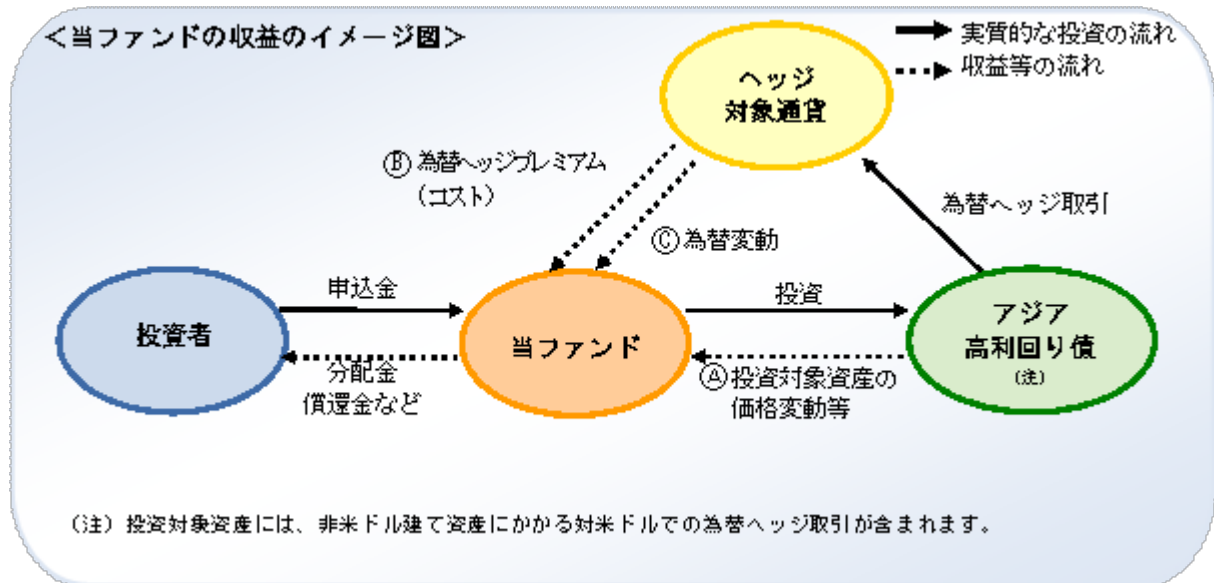 ＜当ファンドの収益のイメージ図＞
実質的な投資の流れ
収益等の流れ
ヘッジ
対象通貨
Ⓑ 為替ヘッジプレミアム
（コスト）
為替ヘッジ取引
Ⓒ 為替変動
申込金
投資
投資者
当ファンド
アジア
高利回り債
（注）
分配金
償還金など
Ⓐ 投資対象資産の
価格変動等
（注）投資対象資産には、非米ドル建て資産にかかる対米ドルでの為替ヘッジ取引が含まれます。